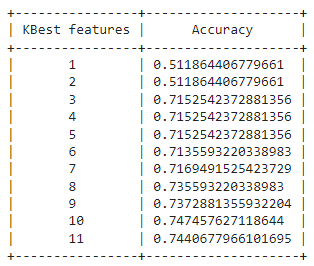 +----------------+--------------------+
| KBest features |      Accuracy      |
+----------------+--------------------+
|       1        | 0.511864406779661  |
|       2        | 0.511864406779661  |
|       3        | 0.7152542372881356 |
|       4        | 0.7152542372881356 |
|       5        | 0.7152542372881356 |
|       6        | 0.7135593220338983 |
|       7        | 0.7169491525423729 |
|       8        | 0.735593220338983  |
|       9        | 0.7372881355932204 |
|       10       | 0.747457627118644  |
|       11       | 0.7440677966101695 |
+----------------+--------------------+